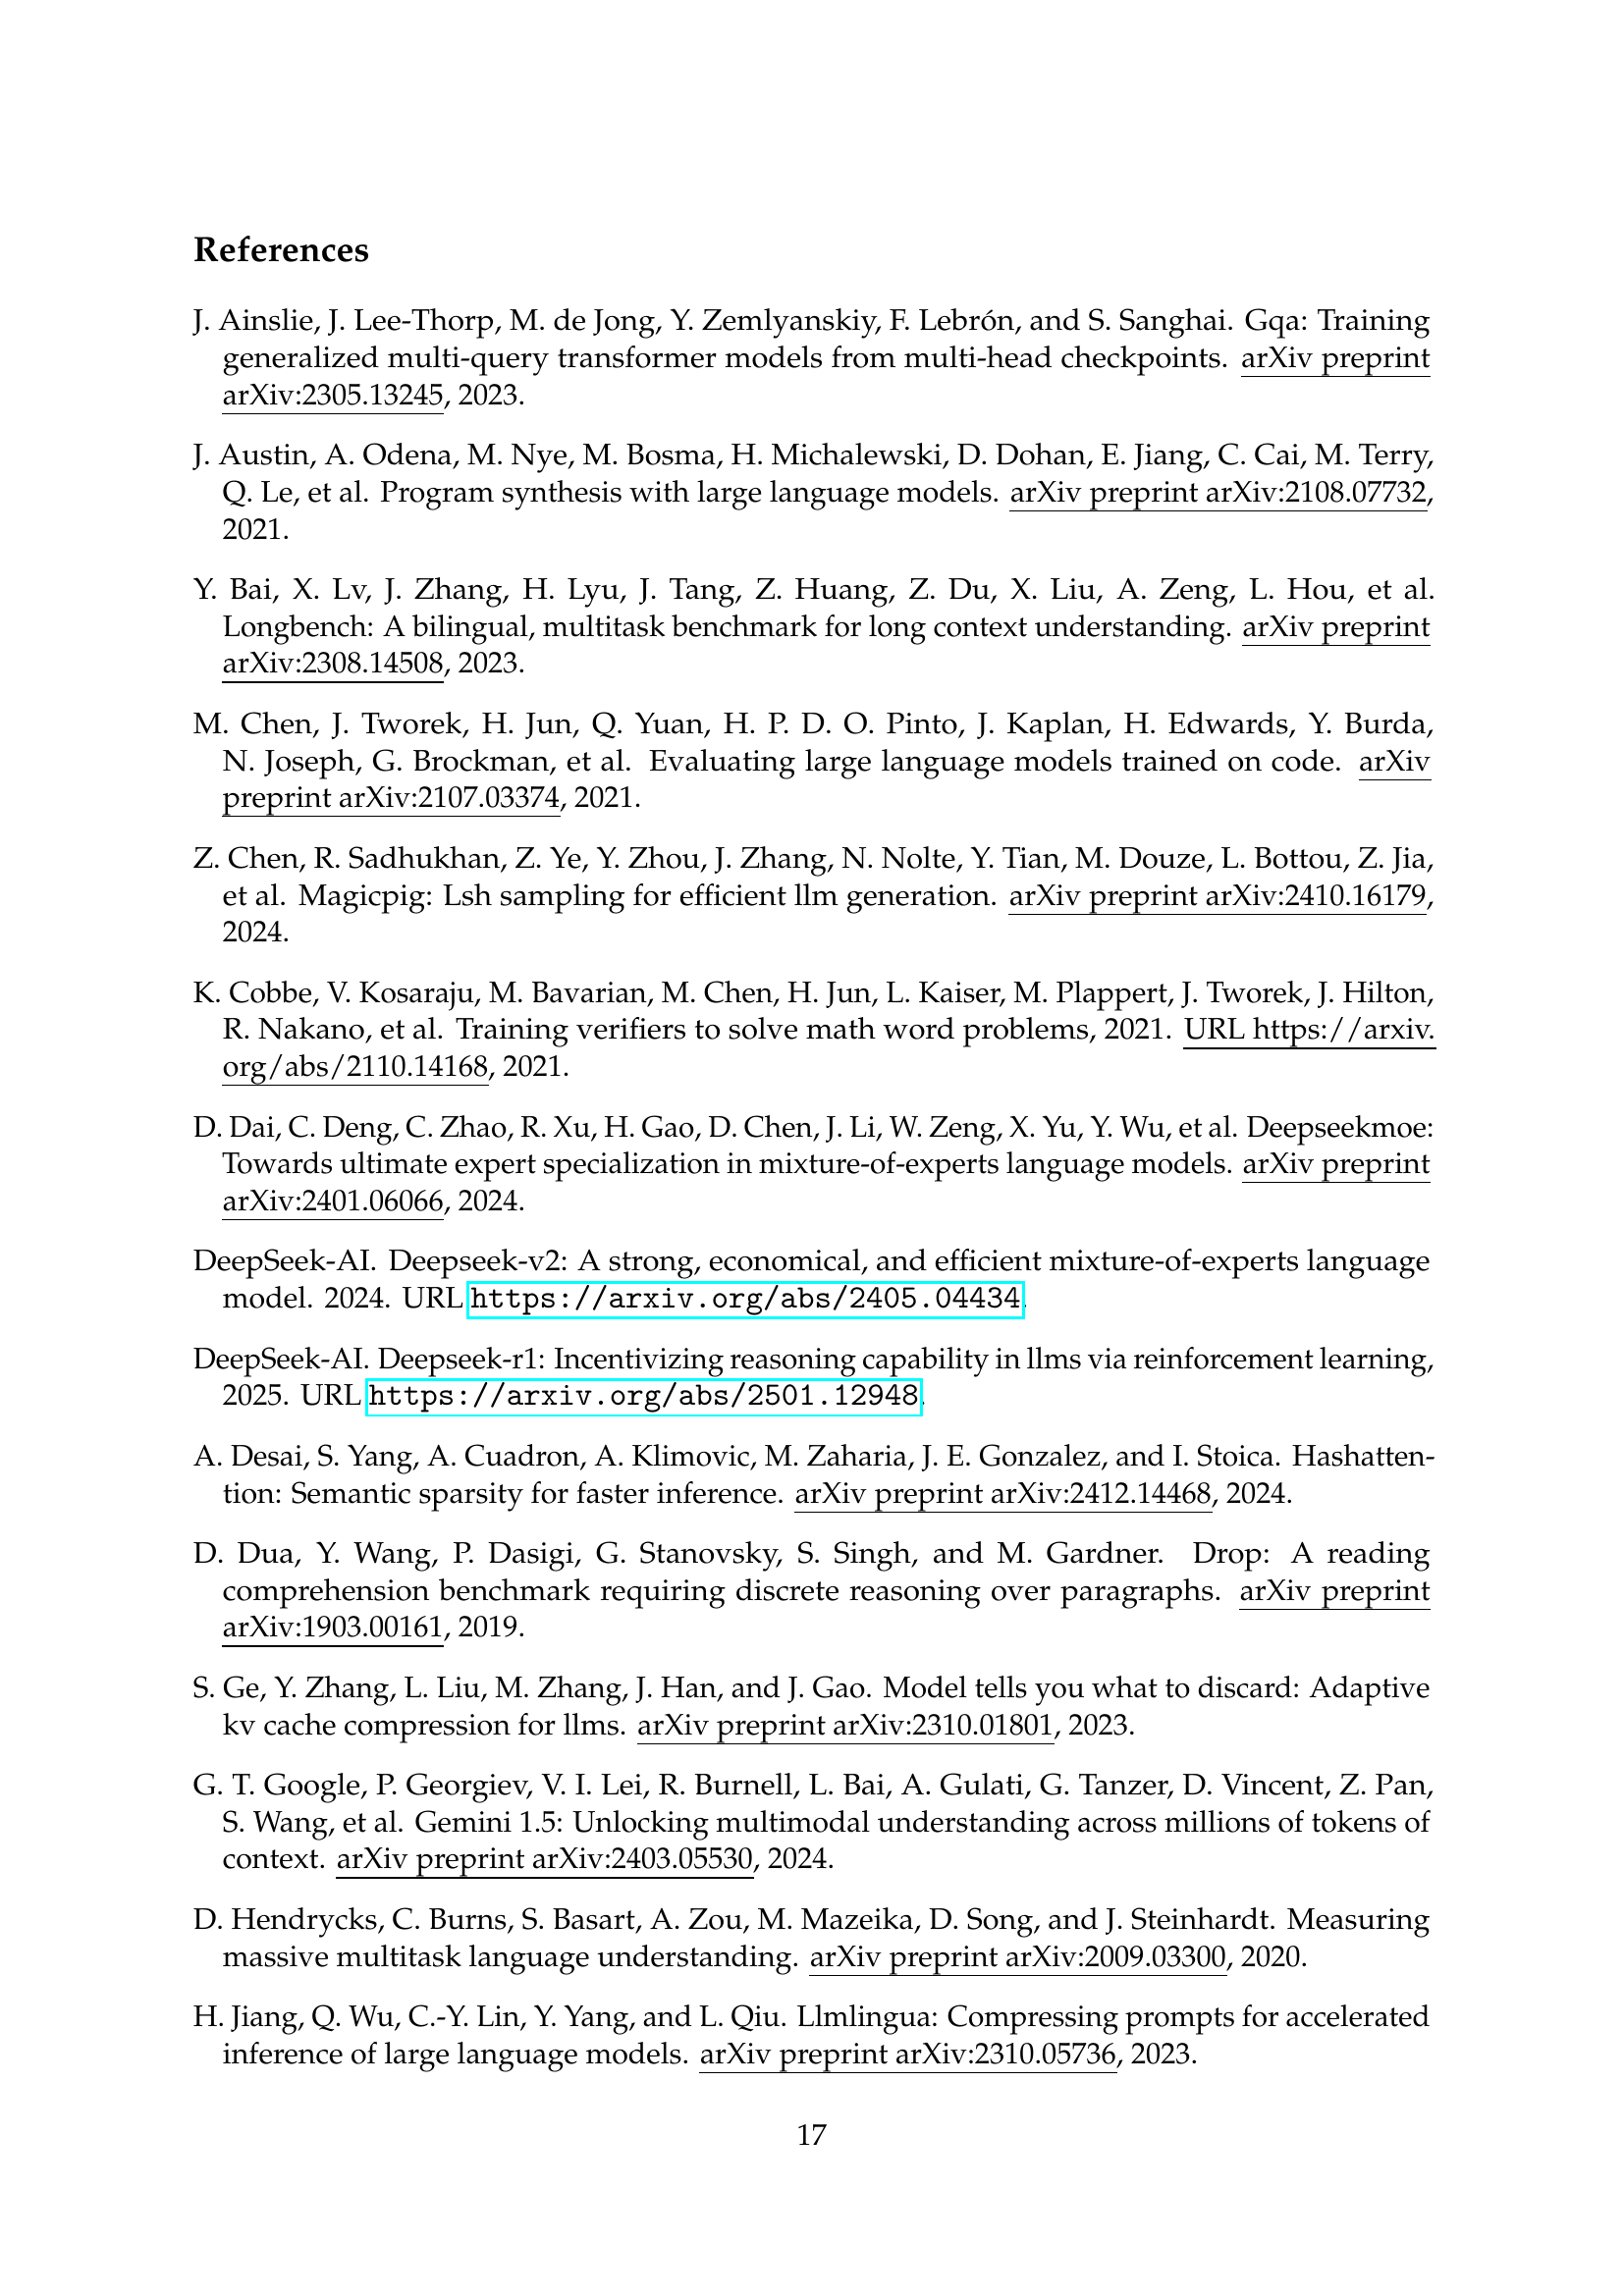 References
J. Ainslie, J. Lee-Thorp, M. de Jong, Y. Zemlyanskiy, F. Lebrón, and S. Sanghai. Gqa: Training
generalized multi-query transformer models from multi-head checkpoints. arXiv preprint
arXiv:2305.13245, 2023.
J. Austin, A. Odena, M. Nye, M. Bosma, H. Michalewski, D. Dohan, E. Jiang, C. Cai, M. Terry,
Q. Le, et al. Program synthesis with large language models. arXiv preprint arXiv:2108.07732,
2021.
Y. Bai, X. Lv, J. Zhang, H. Lyu, J. Tang, Z. Huang, Z. Du, X. Liu, A. Zeng, L. Hou, et al.
Longbench: A bilingual, multitask benchmark for long context understanding. arXiv preprint
arXiv:2308.14508, 2023.
M. Chen, J. Tworek, H. Jun, Q. Yuan, H. P. D. O. Pinto, J. Kaplan, H. Edwards, Y. Burda,
N. Joseph, G. Brockman, et al. Evaluating large language models trained on code. arXiv
preprint arXiv:2107.03374, 2021.
Z. Chen, R. Sadhukhan, Z. Ye, Y. Zhou, J. Zhang, N. Nolte, Y. Tian, M. Douze, L. Bottou, Z. Jia,
et al. Magicpig: Lsh sampling for efficient llm generation. arXiv preprint arXiv:2410.16179,
2024.
K. Cobbe, V. Kosaraju, M. Bavarian, M. Chen, H. Jun, L. Kaiser, M. Plappert, J. Tworek, J. Hilton,
R. Nakano, et al. Training verifiers to solve math word problems, 2021. URL https://arxiv.
org/abs/2110.14168, 2021.
D. Dai, C. Deng, C. Zhao, R. Xu, H. Gao, D. Chen, J. Li, W. Zeng, X. Yu, Y. Wu, et al. Deepseekmoe:
Towards ultimate expert specialization in mixture-of-experts language models. arXiv preprint
arXiv:2401.06066, 2024.
DeepSeek-AI. Deepseek-v2: A strong, economical, and efficient mixture-of-experts language
model. 2024. URL https://arxiv.org/abs/2405.04434.
DeepSeek-AI. Deepseek-r1: Incentivizing reasoning capability in llms via reinforcement learning,
2025. URL https://arxiv.org/abs/2501.12948.
A. Desai, S. Yang, A. Cuadron, A. Klimovic, M. Zaharia, J. E. Gonzalez, and I. Stoica. Hashatten-
tion: Semantic sparsity for faster inference. arXiv preprint arXiv:2412.14468, 2024.
D. Dua, Y. Wang, P. Dasigi, G. Stanovsky, S. Singh, and M. Gardner. Drop: A reading
comprehension benchmark requiring discrete reasoning over paragraphs. arXiv preprint
arXiv:1903.00161, 2019.
S. Ge, Y. Zhang, L. Liu, M. Zhang, J. Han, and J. Gao. Model tells you what to discard: Adaptive
kv cache compression for llms. arXiv preprint arXiv:2310.01801, 2023.
G. T. Google, P. Georgiev, V. I. Lei, R. Burnell, L. Bai, A. Gulati, G. Tanzer, D. Vincent, Z. Pan,
S. Wang, et al. Gemini 1.5: Unlocking multimodal understanding across millions of tokens of
context. arXiv preprint arXiv:2403.05530, 2024.
D. Hendrycks, C. Burns, S. Basart, A. Zou, M. Mazeika, D. Song, and J. Steinhardt. Measuring
massive multitask language understanding. arXiv preprint arXiv:2009.03300, 2020.
H. Jiang, Q. Wu, C.-Y. Lin, Y. Yang, and L. Qiu. Llmlingua: Compressing prompts for accelerated
inference of large language models. arXiv preprint arXiv:2310.05736, 2023.
17